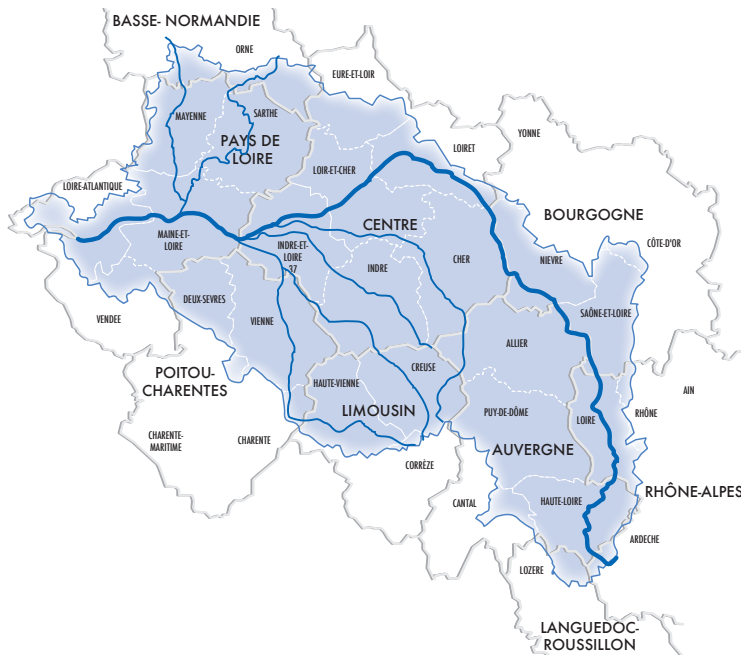 BASSE- NORMANDIE
ORNE
EURE-ET-LOIR
MAYENNE
SARTHE
YONNE
PAYS DE
LOIRE
LOIRET
LOIR-ET-CHER
LOIRE-ATLANTIQUE
BOURGOGNE
CENTRE
MAINE-ET-
LOIRE
INDRE-ET-
LOIRE
37
CÔTE-D'OR
CHER
NIEVRE
INDRE
DEUX-SEVRES
VENDEE
VIENNE
SAÔNE-ET-LOIRE
ALLIER
POITOU-
CHARENTES
CREUSE
HAUTE-VIENNE
AIN
LIMOUSIN
PUY-DE-DÔME
LOIRE
RHÔNE
CHARENTE-
MARITIME
CHARENTE
AUVERGNE
CORRÈZE
RHÔNE-ALPES
CANTAL
HAUTE-LOIRE
ARDECHE
LOZERE
LANGUEDOC-
ROUSSILLON